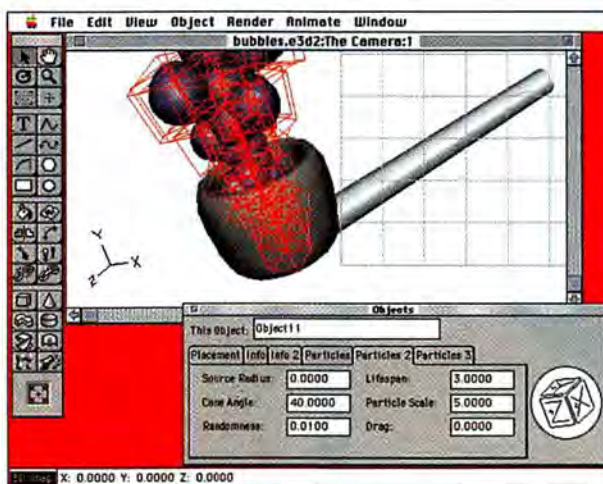 File Edit View Object Render Animate Window
bubbles.e3d2:The Camera:1
T
Y
X
Z
Objects
This Object: Object11
Placement Info Info 2 Particles Particles 2 Particles 3
Source Radius: 0.0000 Lifespan: 3.0000
Cone Angle: 40.0000 Particle Scale: 5.0000
Randomness: 0.0100 Drag: 0.0000
X: 0.0000 Y: 0.0000 Z: 0.0000